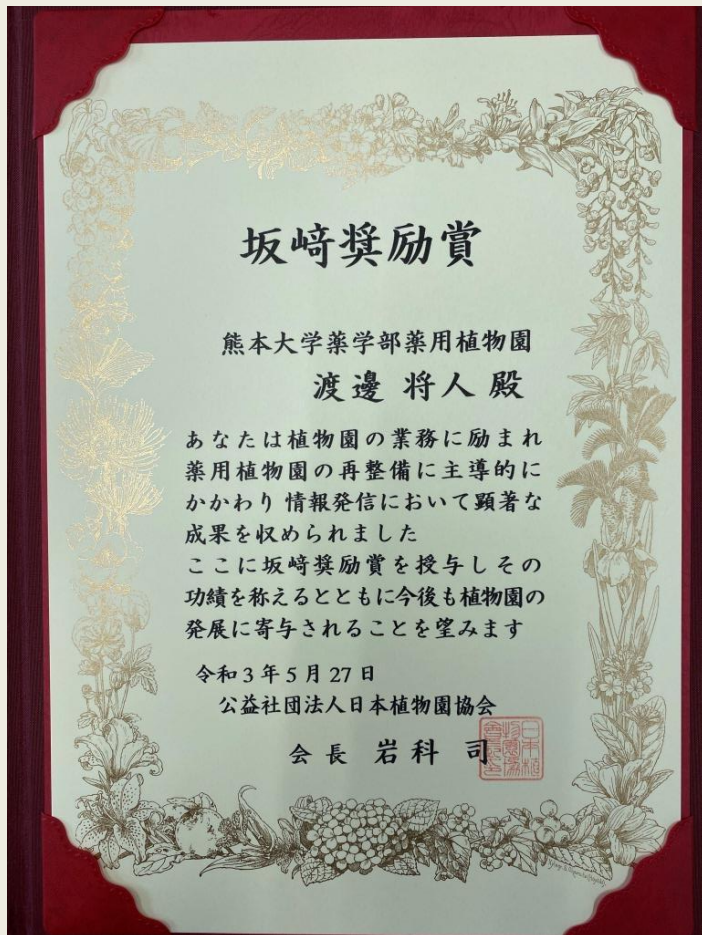 坂﨑奨励賞
熊本大学薬学部薬用植物園
渡邊 将人 殿
あなたは植物園の業務に励まれ
薬用植物園の再整備に主導的に
かかわり 情報発信において顕著な
成果を収められました
ここに坂﨑奨励賞を授与しその
功績を称えるとともに今後も植物園の
発展に寄与されることを望みます
令和3年5月27日
公益社団法人日本植物園協会
会長 岩科 司